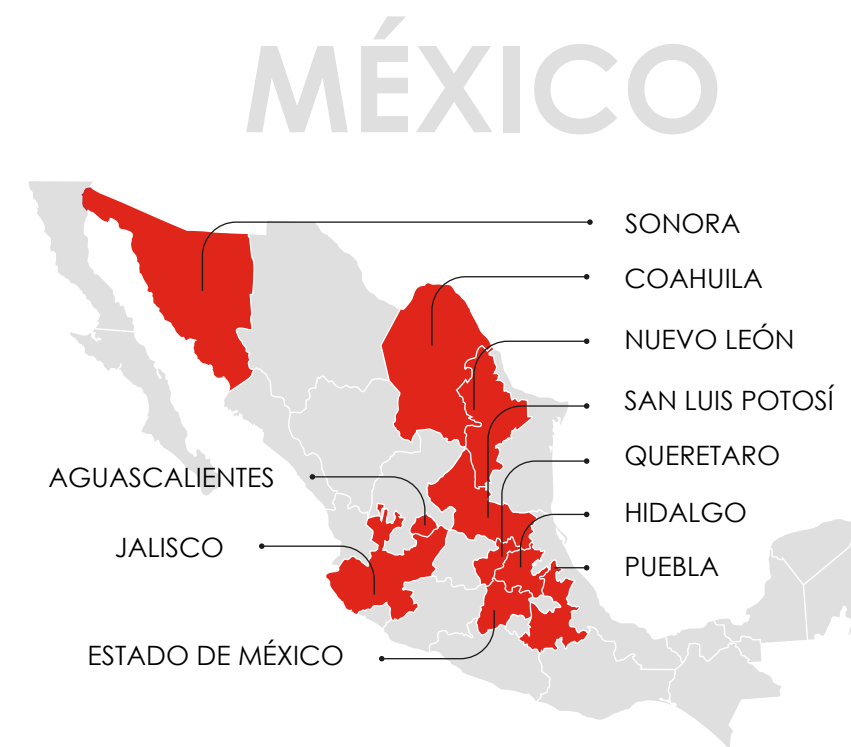 MÉXICO
SONORA
COAHUILA
NUEVO LEÓN
SAN LUIS POTOSÍ
QUERETARO
HIDALGO
PUEBLA
AGUASCALIENTES
JALISCO
ESTADO DE MÉXICO